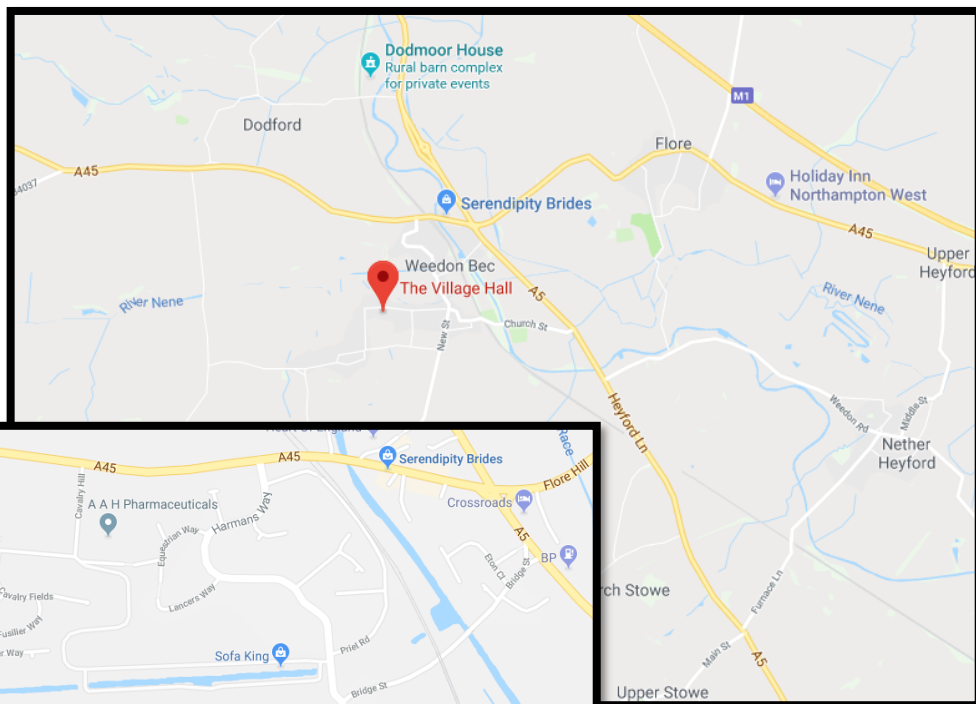 Dodmoor House
Rural barn complex
for private events
M1
Dodford
Flore
A45
Holiday Inn
Northampton West
Serendipity Brides
A45
Upper
Heyford
Weedon Bec
The Village Hall
River Nene
A5
River Nene
Church St
New St
Heyford Ln
Weedon Rd
Middle St
Nether
Heyford
Furnace Ln
Main St
A5
Upper Stowe
rch Stowe
A45
A45
Serendipity Brides
Race
Flore Hill
Cavalry Hill
A A H Pharmaceuticals
Crossroads
Harmans Way
Equestrian Way
A5
BP
Eton Cl
Bridge St
Cavalry Fields
Lancers Way
Fusilier Way
r Way
Sofa King
Priel Rd
Bridge St